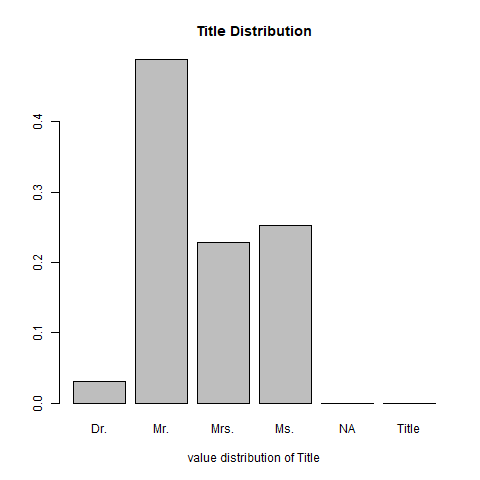 Title Distribution
0.4
0.3
0.2
0.1
0.0
Dr. Mr. Mrs. Ms. NA Title
value distribution of Title